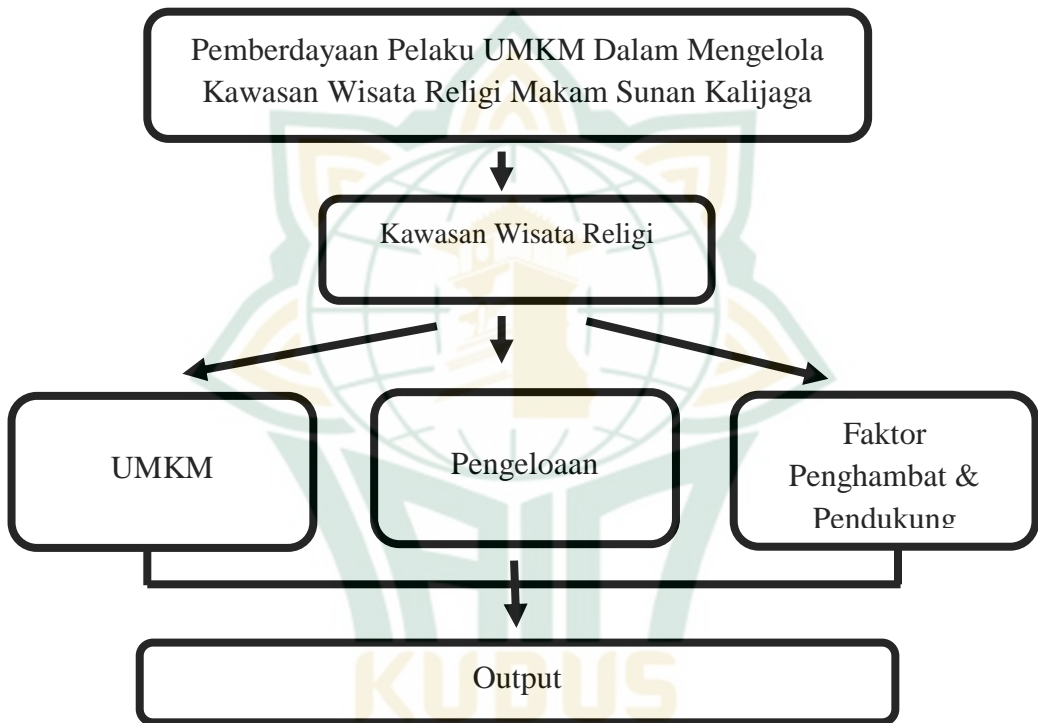 Pemberdayaan Pelaku UMKM Dalam Mengelola
Kawasan Wisata Religi Makam Sunan Kalijaga
Kawasan Wisata Religi
UMKM
Pengeloaan
Faktor
Penghambat &
Pendukung
Output
KUDUS